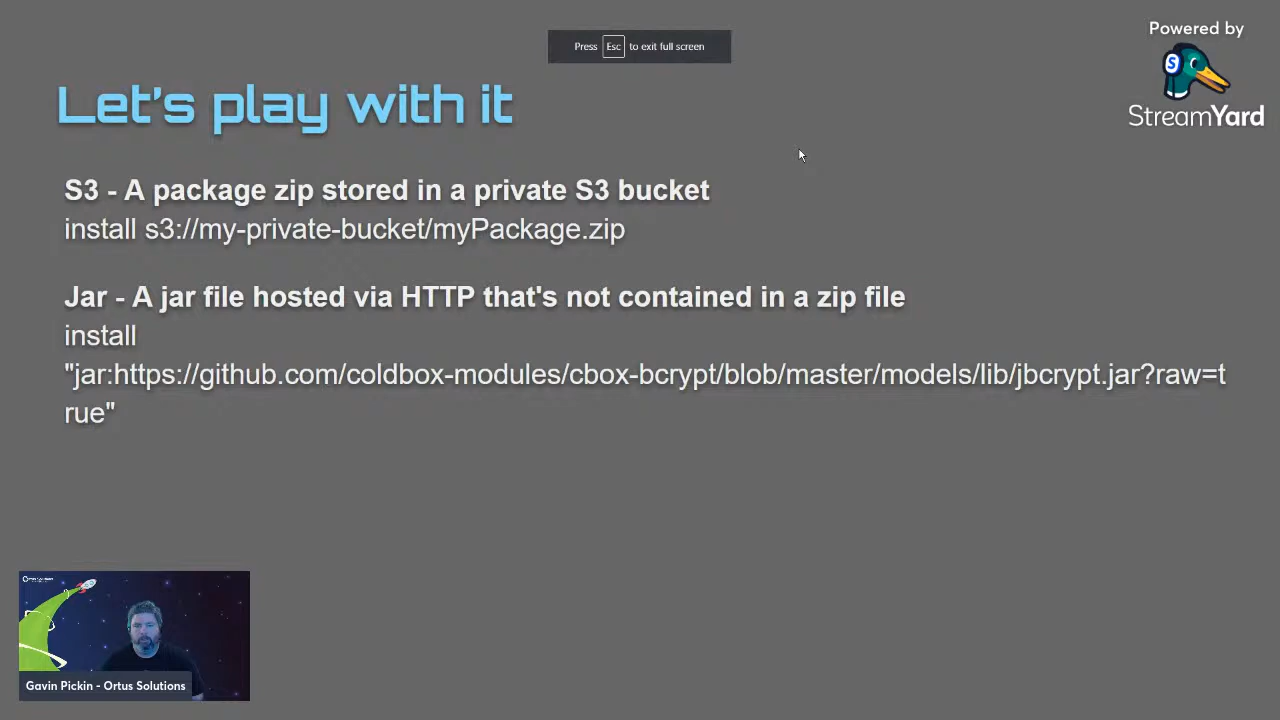 Powered by
Press Esc to exit full screen
StreamYard
Let's play with it
S3 - A package zip stored in a private S3 bucket
install s3://my-private-bucket/myPackage.zip
Jar - A jar file hosted via HTTP that's not contained in a zip file
install
"jar:https://github.com/coldbox-modules/cbox-bcrypt/blob/master/models/lib/jbcrypt.jar?raw=t
rue"
Gavin Pickin - Ortus Solutions